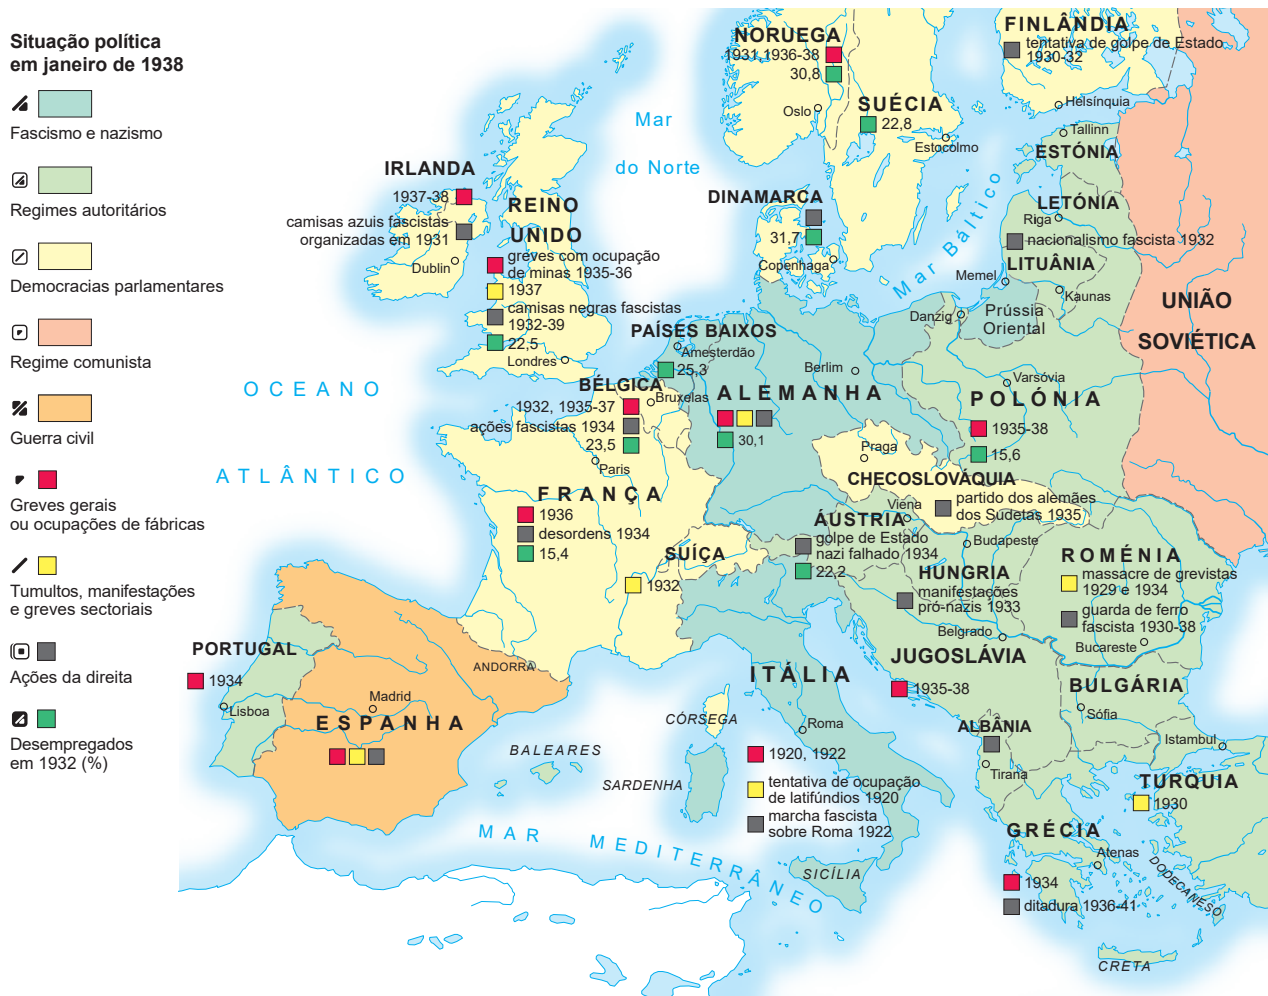 Situação política
em janeiro de 1938
Fascismo e nazismo
Regimes autoritários
Democracias parlamentares
Regime comunista
Guerra civil
Greves gerais
ou ocupações de fábricas
Tumultos, manifestações
e greves sectoriais
Ações da direita
Desempregados
em 1932 (%)
NORUEGA
1931,1936-38
30,8
Oslo
SUÉCIA
22,8
Estocolmo
FINLÂNDIA
tentativa de golpe de Estado
1930-32
Helsínquia
Tallinn
ESTÓNIA
LETÓNIA
Riga
nacionalismo fascista 1932
LITUÂNIA
Memel
Kaunas
Mar
do Norte
Mar Báltico
IRLANDA
1937-38
camisas azuis fascistas
organizadas em 1931
Dublin
REINO
UNIDO
greves com ocupação
de minas 1935-36
1937
camisas negras fascistas
1932-39
22,5
Londres
DINAMARCA
31,7
Copenhaga
PAÍSES BAIXOS
Amesterdão
25,3
BÉLGICA
Bruxelas
1932, 1935-37
ações fascistas 1934
23,5
Berlim
ALEMANHA
30,1
Danzig
Prússia
Oriental
UNIÃO
SOVIÉTICA
Varsóvia
POLÓNIA
1935-38
15,6
OCEANO
ATLÂNTICO
Paris
FRANÇA
1936
desordens 1934
15,4
SUÍÇA
1932
Praga
CHECOSLOVÁQUIA
partido dos alemães
dos Sudetas 1935
Viena
ÁUSTRIA
golpe de Estado
nazi falhado 1934
22,2
Budapeste
HUNGRIA
manifestações
pró-nazis 1933
ROMÉNIA
massacre de grevistas
1929 e 1934
guarda de ferro
fascista 1930-38
Bucareste
Belgrado
JUGOSLÁVIA
1935-38
BULGÁRIA
Sófia
PORTUGAL
1934
Lisboa
ANDORRA
Madrid
ESPANHA
BALEARES
CÓRSEGA
SARDENHA
ITÁLIA
Roma
1920, 1922
tentativa de ocupação
de latifúndios 1920
marcha fascista
sobre Roma 1922
SICÍLIA
MAR MEDITERRÂNEO
ALBÂNIA
Tirana
Istambul
TURQUIA
1930
GRÉCIA
Atenas
1934
ditadura 1936-41
DODECANESO
CRETA